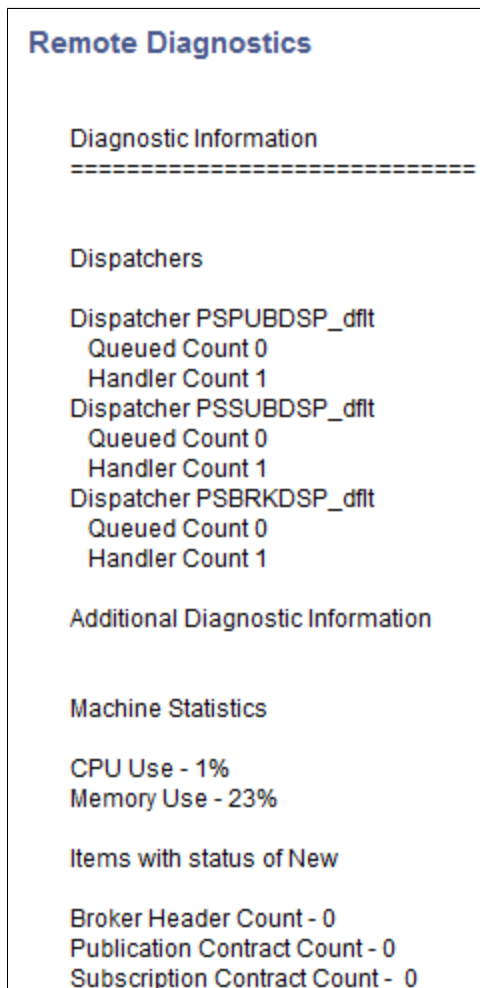 Remote Diagnostics
Diagnostic Information
=============================
Dispatchers
Dispatcher PSPUBDSP_dflt
Queued Count 0
Handler Count 1
Dispatcher PSSUBDSP_dflt
Queued Count 0
Handler Count 1
Dispatcher PSBRKDSP_dflt
Queued Count 0
Handler Count 1
Additional Diagnostic Information
Machine Statistics
CPU Use - 1%
Memory Use - 23%
Items with status of New
Broker Header Count - 0
Publication Contract Count - 0
Subscription Contract Count -  0